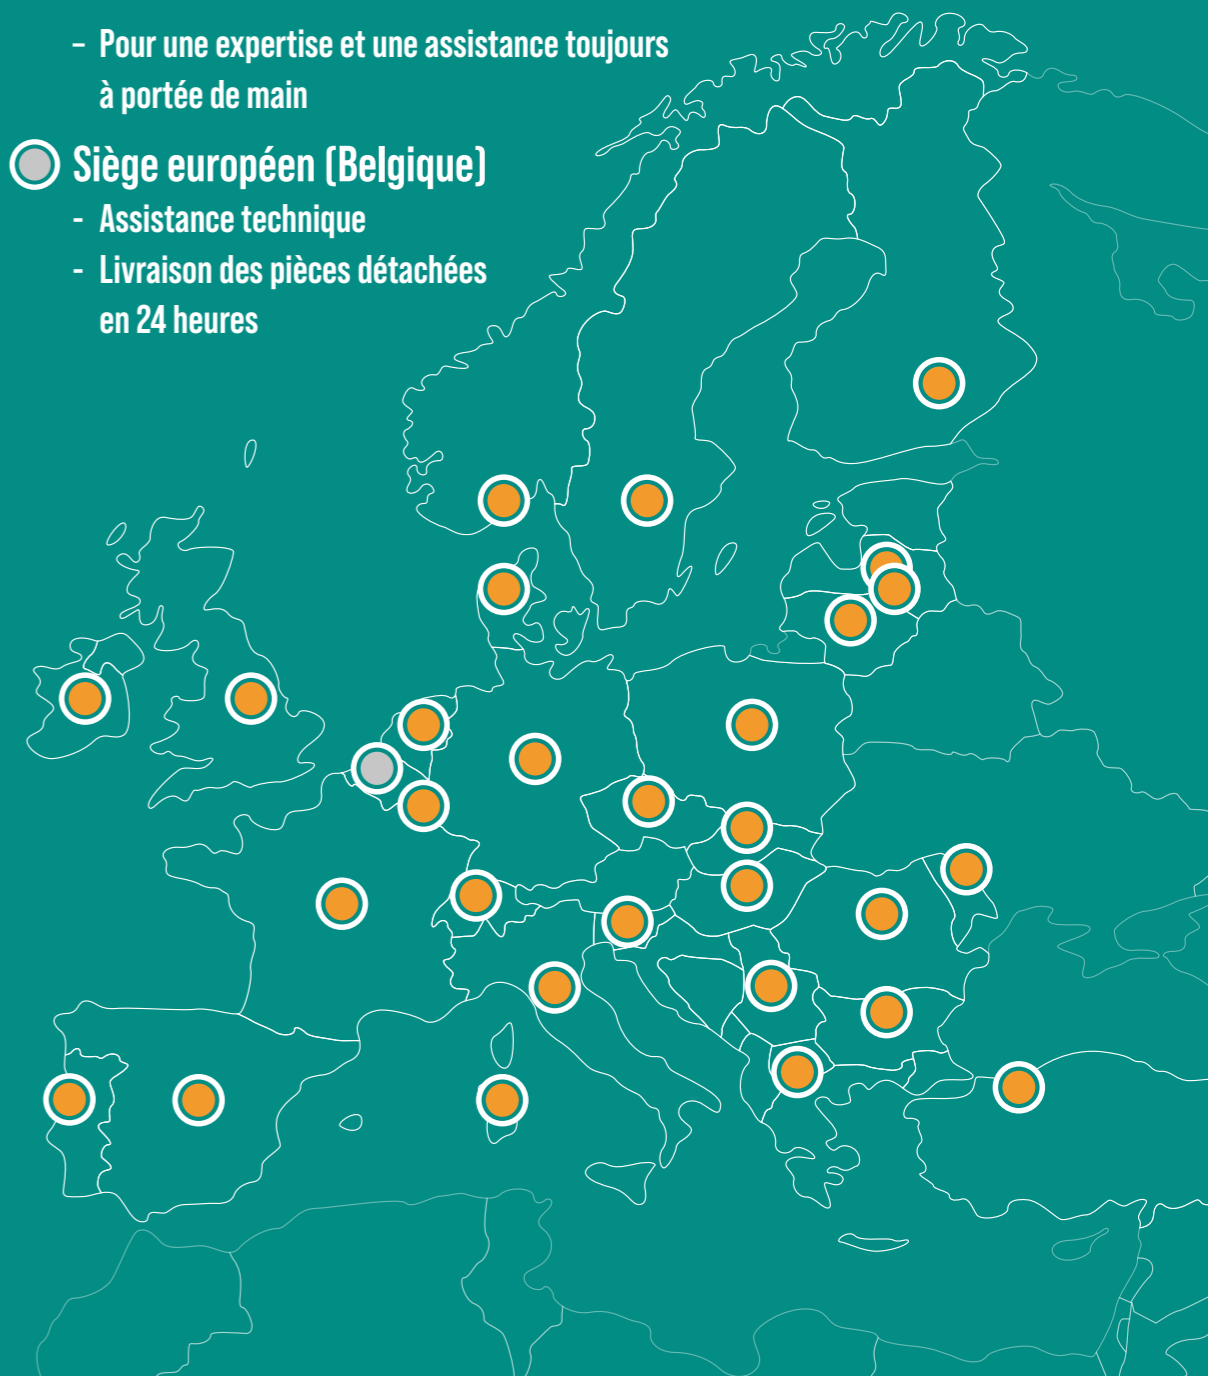 - Pour une expertise et une assistance toujours
à portée de main
Siège européen (Belgique)
- Assistance technique
- Livraison des pièces détachées
en 24 heures